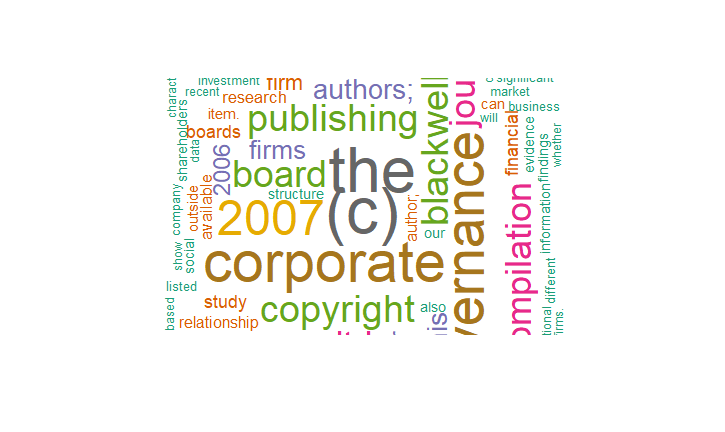 investment
firm
authors;
significant
recent
research
market
can
business
item.
publishing
will
boards
firms
the
board
structure
2007
(c)
our
corporate
show
social
listed
study
copyright
also
based
relationship
charact
shareholders
data
2006
company
outside
available
author;
blackwell
jou
vernance
financial
evidence
findings
whether
ompilation
information
different
tional
firms.